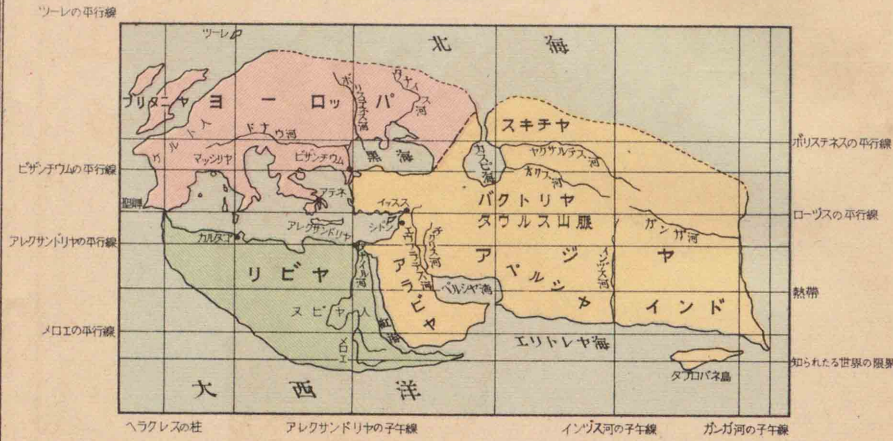 ツーレの平行線
ツーレ
北海
ブリタニヤ
ヨーロッパ
ケルト人
ドナウ河
ボリステネス河
タナイス河
スキチヤ
ボリステネスの平行線
マッシリヤ
ビザンチウム
黒海
カスピ海
ヤクサルテス河
オクサス河
ビザンチウムの平行線
アテネ
イッスス
バクトリヤ
ローヅスの平行線
タウルス山脈
アレクサンドリヤ
シドン
ガンガ河
アレクサンドリヤの平行線
カルタゴ
チグリス河
エウフラテス河
アジヤ
リビヤ
ナイル河
アラビヤ
ペルシヤ湾
ペルシヤ
インヅス河
インド
熱帯
ヌビヤ人
メロエの平行線
メロエ
エリトレヤ海
知られたる世界の限界
タプロバネ島
大西洋
ヘラクレスの柱
アレクサンドリヤの子午線
インヅス河の子午線
ガンガ河の子午線